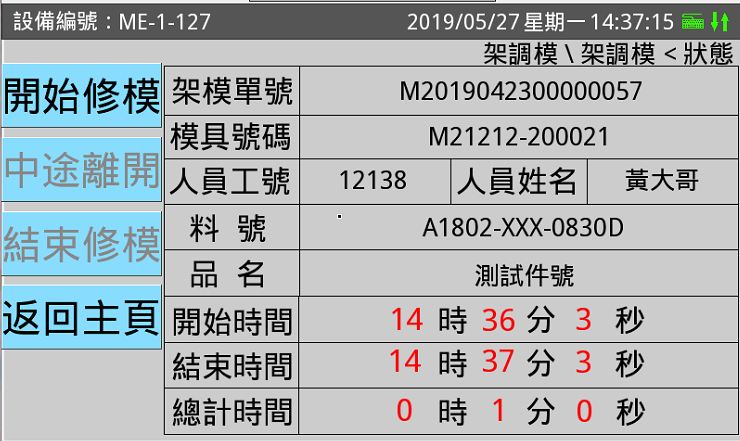 設備編號：ME-1-127 2019/05/27 星期一 14:37:15
架調模 \ 架調模 < 狀態
開始修模
中途離開
結束修模
返回主頁
架模單號 M2019042300000057
模具號碼 M21212-200021
人員工號 12138 人員姓名 黃大哥
料 號 A1802-XXX-0830D
品 名 測試件號
開始時間 14 時 36 分 3 秒
結束時間 14 時 37 分 3 秒
總計時間 0 時 1 分 0 秒